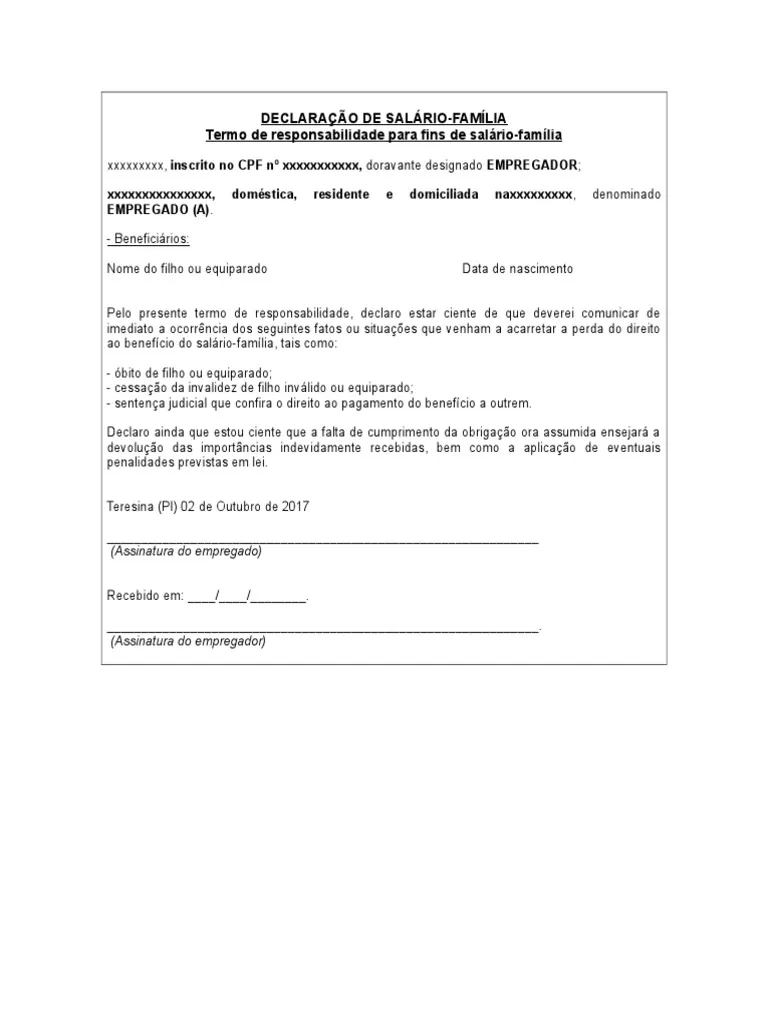 DECLARAÇÃO DE SALÁRIO-FAMÍLIA
Termo de responsabilidade para fins de salário-família
xxxxxxxxx, inscrito no CPF nº xxxxxxxxxxx, doravante designado EMPREGADOR;
xxxxxxxxxxxxxxx, doméstica, residente e domiciliada naxxxxxxxxx, denominado
EMPREGADO (A).
- Beneficiários:
Nome do filho ou equiparado Data de nascimento
Pelo presente termo de responsabilidade, declaro estar ciente de que deverei comunicar de
imediato a ocorrência dos seguintes fatos ou situações que venham a acarretar a perda do direito
ao benefício do salário-família, tais como:
- óbito de filho ou equiparado;
- cessação da invalidez de filho inválido ou equiparado;
- sentença judicial que confira o direito ao pagamento do benefício a outrem.
Declaro ainda que estou ciente que a falta de cumprimento da obrigação ora assumida ensejará a
devolução das importâncias indevidamente recebidas, bem como a aplicação de eventuais
penalidades previstas em lei.
Teresina (PI) 02 de Outubro de 2017
______________________________________________________________
(Assinatura do empregado)
Recebido em: ____/____/________.
______________________________________________________________.
(Assinatura do empregador)